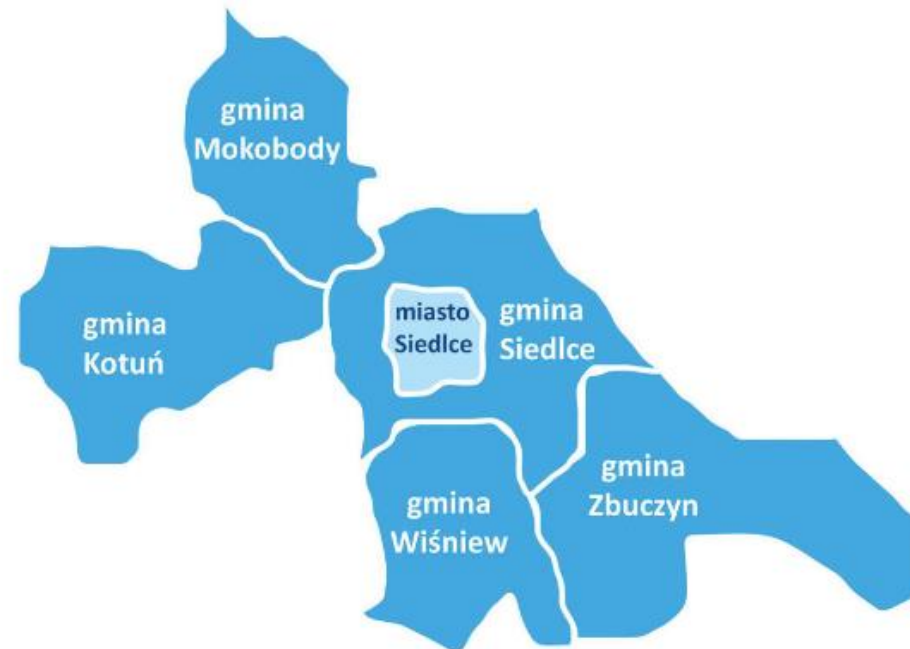 gmina
Mokobody
gmina
Kotuń
miasto
Siedlce
gmina
Siedlce
gmina
Wiśniew
gmina
Zbuczyn